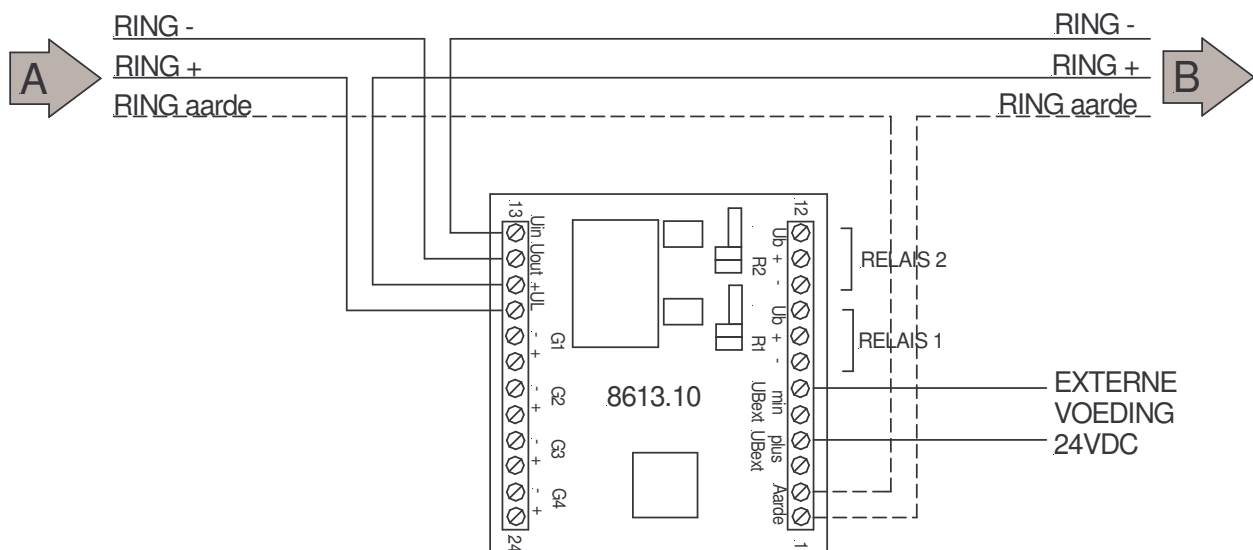 RING -
RING +
RING aarde
A
RING -
RING +
RING aarde
B
13
Uin
Uout
+UL
- +
G1
- +
G2
- +
G3
- +
G4
24
R2
R1
8613.10
12
Ub + -
Ub + -
min
UBext
plus
UBext
Aarde
1
RELAIS 2
RELAIS 1
EXTERNE
VOEDING
24VDC